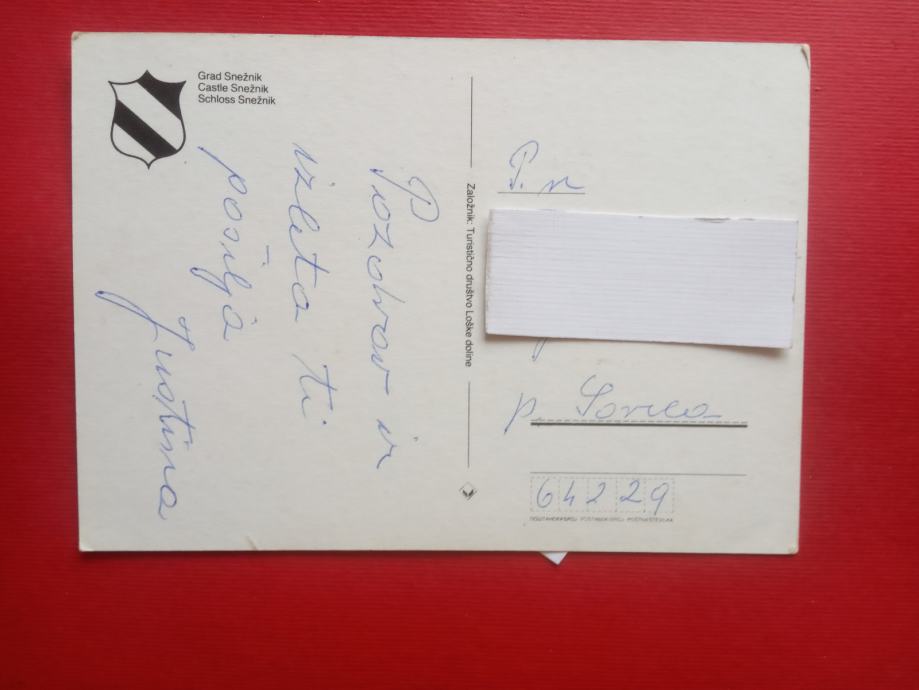 Grad Snežnik
Castle Snežnik
Schloss Snežnik
Pozdrav iz
izleta ti
pošilja
Justina
Založnik: Turistično društvo Loške doline
P. n
p. Sorica
64229